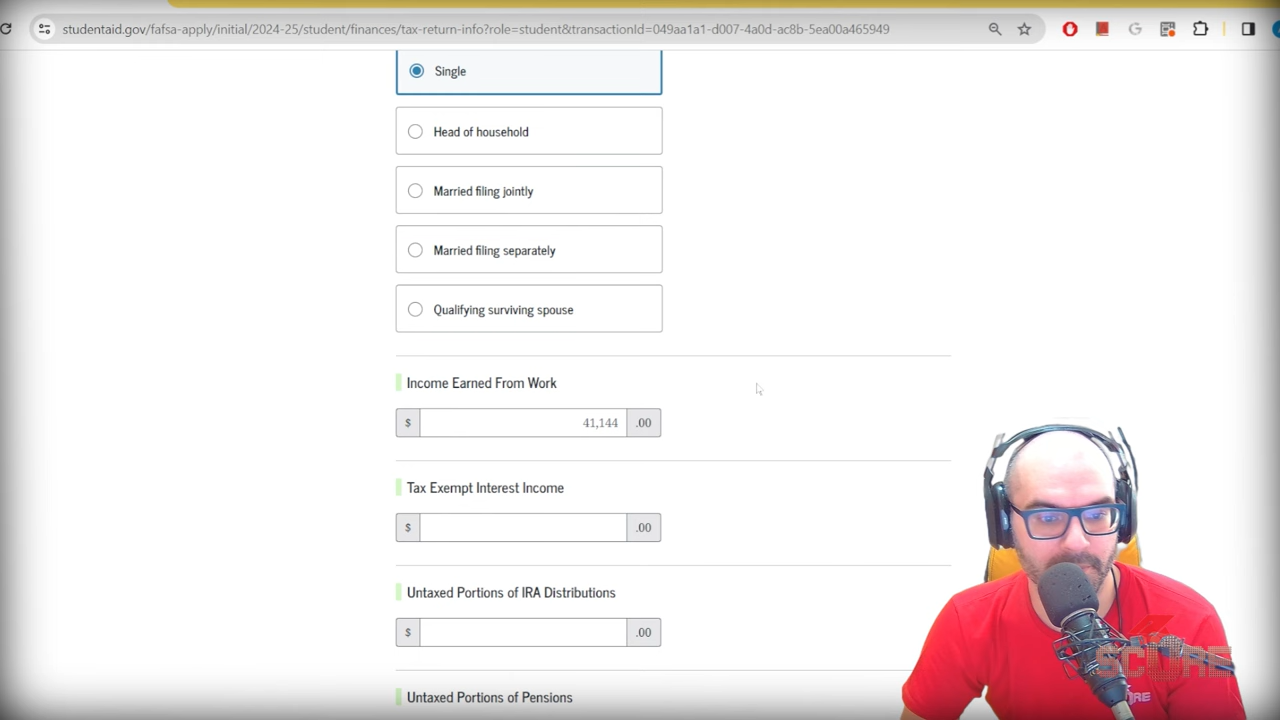 studentaid.gov/fafsa-apply/initial/2024-25/student/finances/tax-return-info?role=student&transactionId=049aa1a1-d007-4a0d-ac8b-5ea00a465949
Single
Head of household
Married filing jointly
Married filing separately
Qualifying surviving spouse
Income Earned From Work
$ 41,144 .00
Tax Exempt Interest Income
$ .00
Untaxed Portions of IRA Distributions
$ .00
Untaxed Portions of Pensions
SCORE